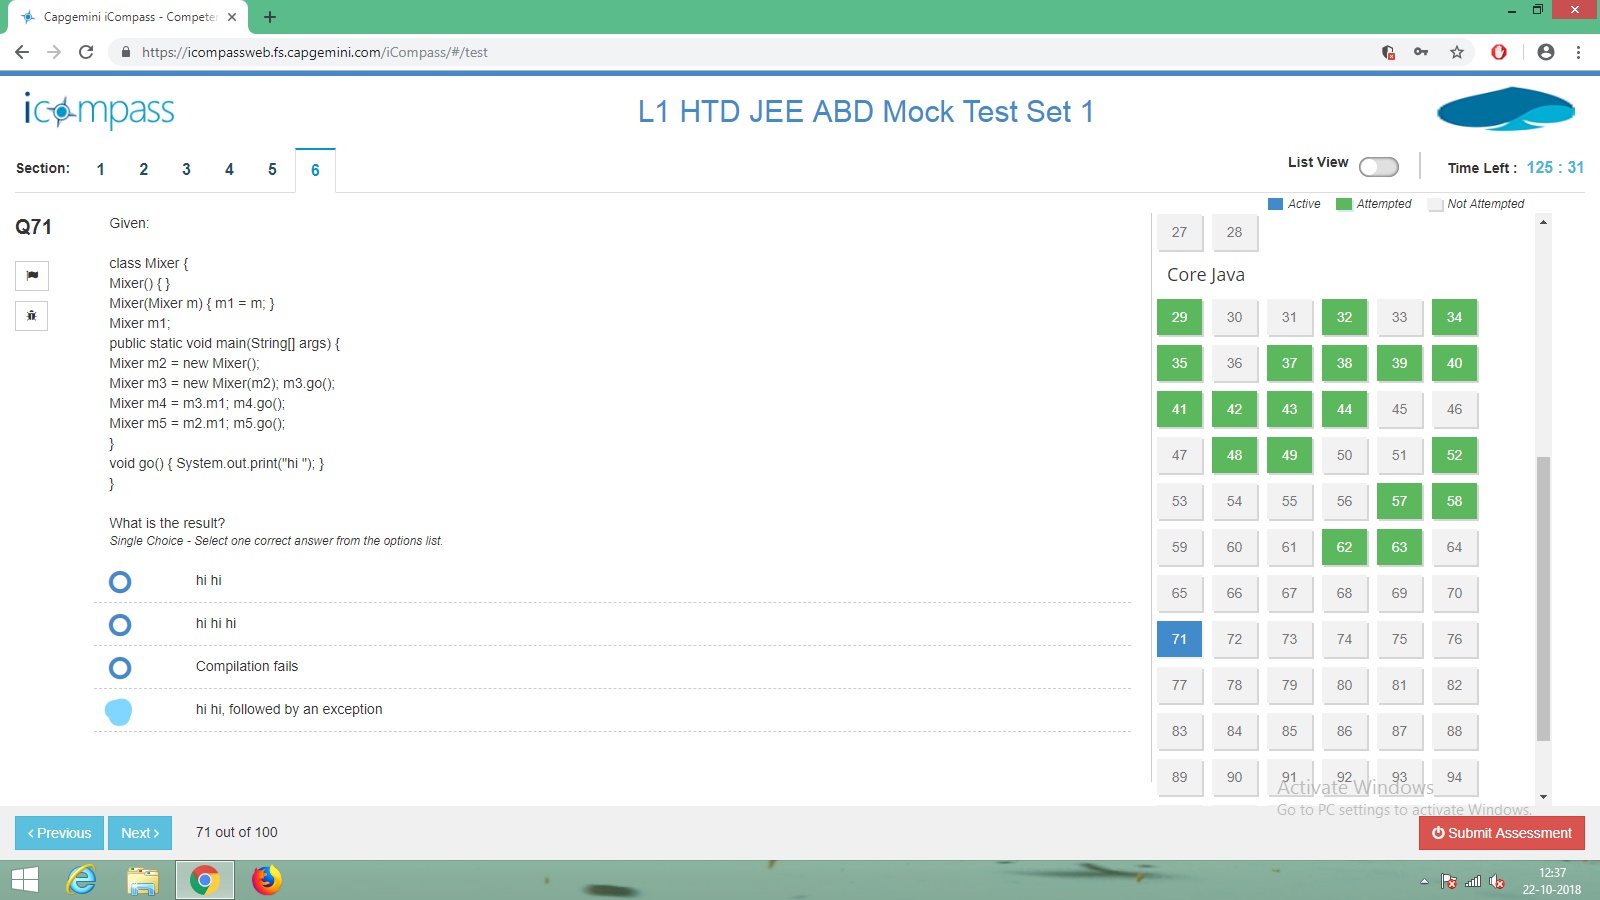 Capgemini iCompass - Competen
https://icompassweb.fs.capgemini.com/iCompass/#/test
icompass
L1 HTD JEE ABD Mock Test Set 1
Section: 1 2 3 4 5 6
List View
Time Left : 125 : 31
Active Attempted Not Attempted
Q71
Given:
class Mixer {
Mixer() { }
Mixer(Mixer m) { m1 = m; }
Mixer m1;
public static void main(String[] args) {
Mixer m2 = new Mixer();
Mixer m3 = new Mixer(m2); m3.go();
Mixer m4 = m3.m1; m4.go();
Mixer m5 = m2.m1; m5.go();
}
void go() { System.out.print("hi "); }
}
What is the result?
Single Choice - Select one correct answer from the options list.
hi hi
hi hi hi
Compilation fails
hi hi, followed by an exception
27 28
Core Java
29 30 31 32 33 34
35 36 37 38 39 40
41 42 43 44 45 46
47 48 49 50 51 52
53 54 55 56 57 58
59 60 61 62 63 64
65 66 67 68 69 70
71 72 73 74 75 76
77 78 79 80 81 82
83 84 85 86 87 88
89 90 91 92 93 94
Activate Windows
Go to PC settings to activate Windows.
‹ Previous
Next ›
71 out of 100
Submit Assessment
12:37
22-10-2018